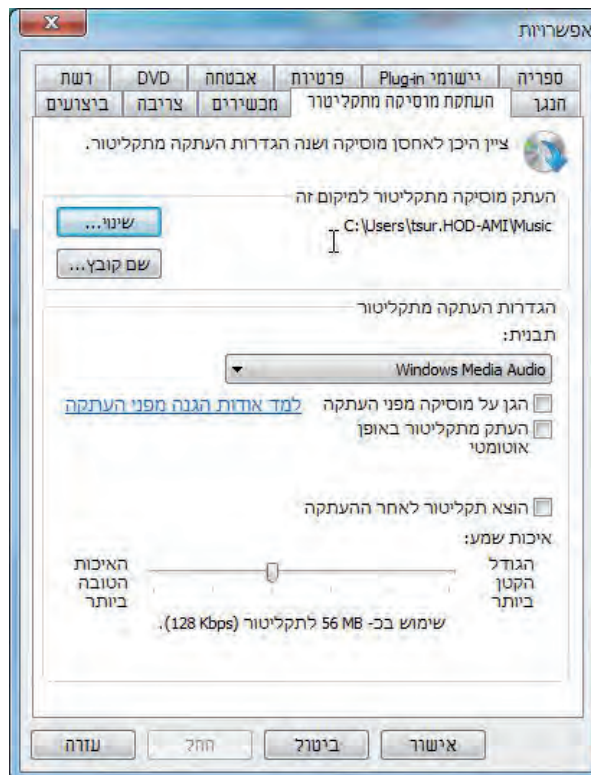 אפשרויות
ספריה
יישומי Plug-in
פרטיות
אבטחה
DVD
רשת
הנגן
העתקת מוסיקה מתקליטור
מכשירים
צריבה
ביצועים
ציין היכן לאחסן מוסיקה ושנה הגדרות העתקה מתקליטור.
העתק מוסיקה מתקליטור למיקום זה
C:\Users\tsur.HOD-AMI\Music
שינוי...
שם קובץ...
הגדרות העתקה מתקליטור
תבנית:
Windows Media Audio
הגן על מוסיקה מפני העתקה
למד אודות הגנה מפני העתקה
העתק מתקליטור באופן
אוטומטי
הוצא תקליטור לאחר ההעתקה
איכות שמע:
הגודל
הקטן
ביותר
האיכות
הטובה
ביותר
שימוש בכ- 56 MB לתקליטור (128 Kbps).
אישור
ביטול
החל
עזרה